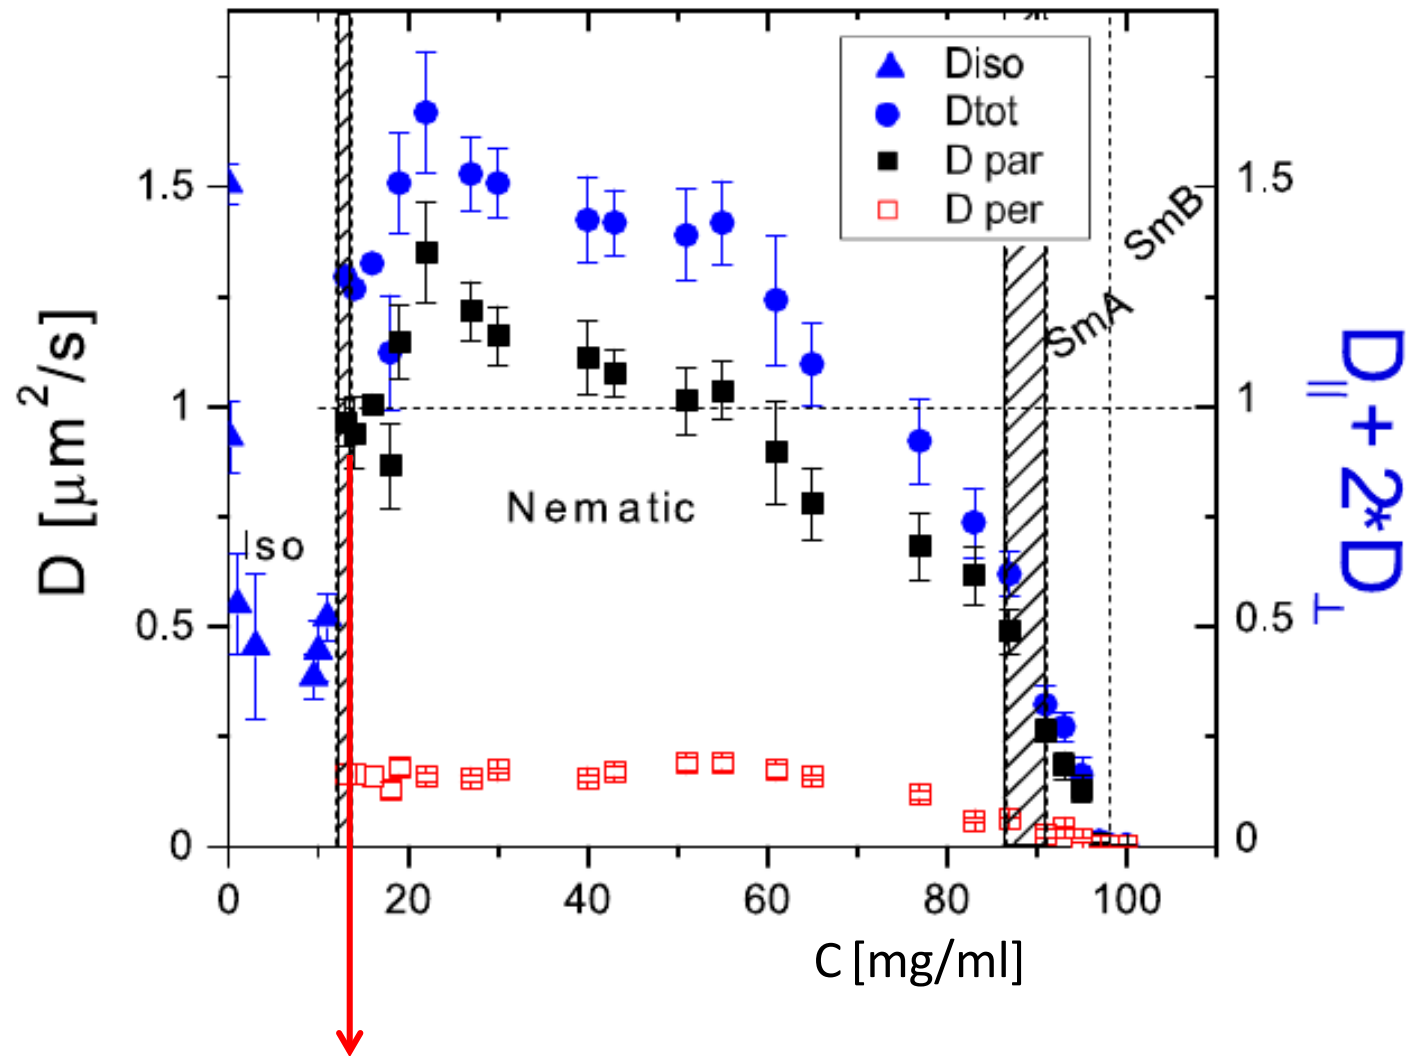 Diso
Dtot
D par
D per
1.5
1
0.5
0
D [μm²/s]
1.5
1
0.5
0
D∥ + 2*D⊥
SmB
SmA
Nematic
Iso
0
20
40
60
80
100
C [mg/ml]